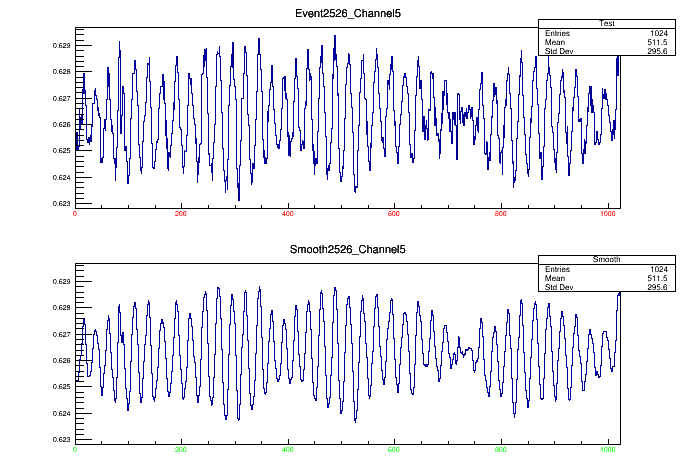 Event2526_Channel5
Test
Entries 1024
Mean 511.5
Std Dev 295.6
0.629
0.628
0.627
0.626
0.625
0.624
0.623
0 200 400 600 800 1000
Smooth2526_Channel5
Smooth
Entries 1024
Mean 511.5
Std Dev 295.6
0.629
0.628
0.627
0.626
0.625
0.624
0.623
0 200 400 600 800 1000